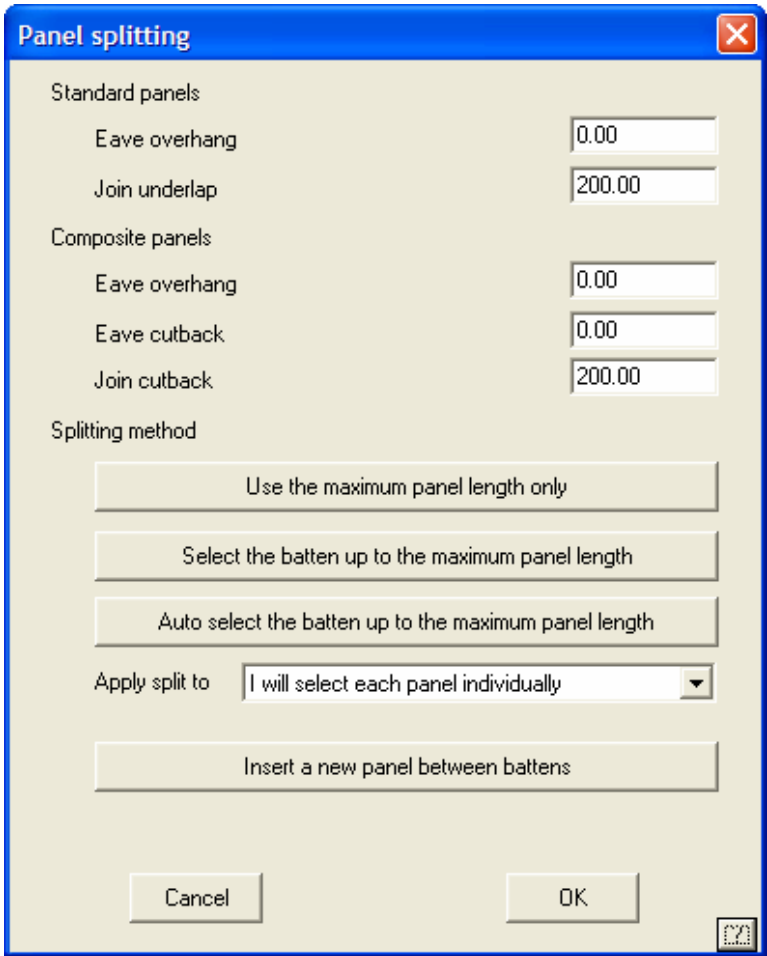 Panel splitting
Standard panels
Eave overhang 0.00
Join underlap 200.00
Composite panels
Eave overhang 0.00
Eave cutback 0.00
Join cutback 200.00
Splitting method
Use the maximum panel length only
Select the batten up to the maximum panel length
Auto select the batten up to the maximum panel length
Apply split to I will select each panel individually
Insert a new panel between battens
Cancel OK
[?]